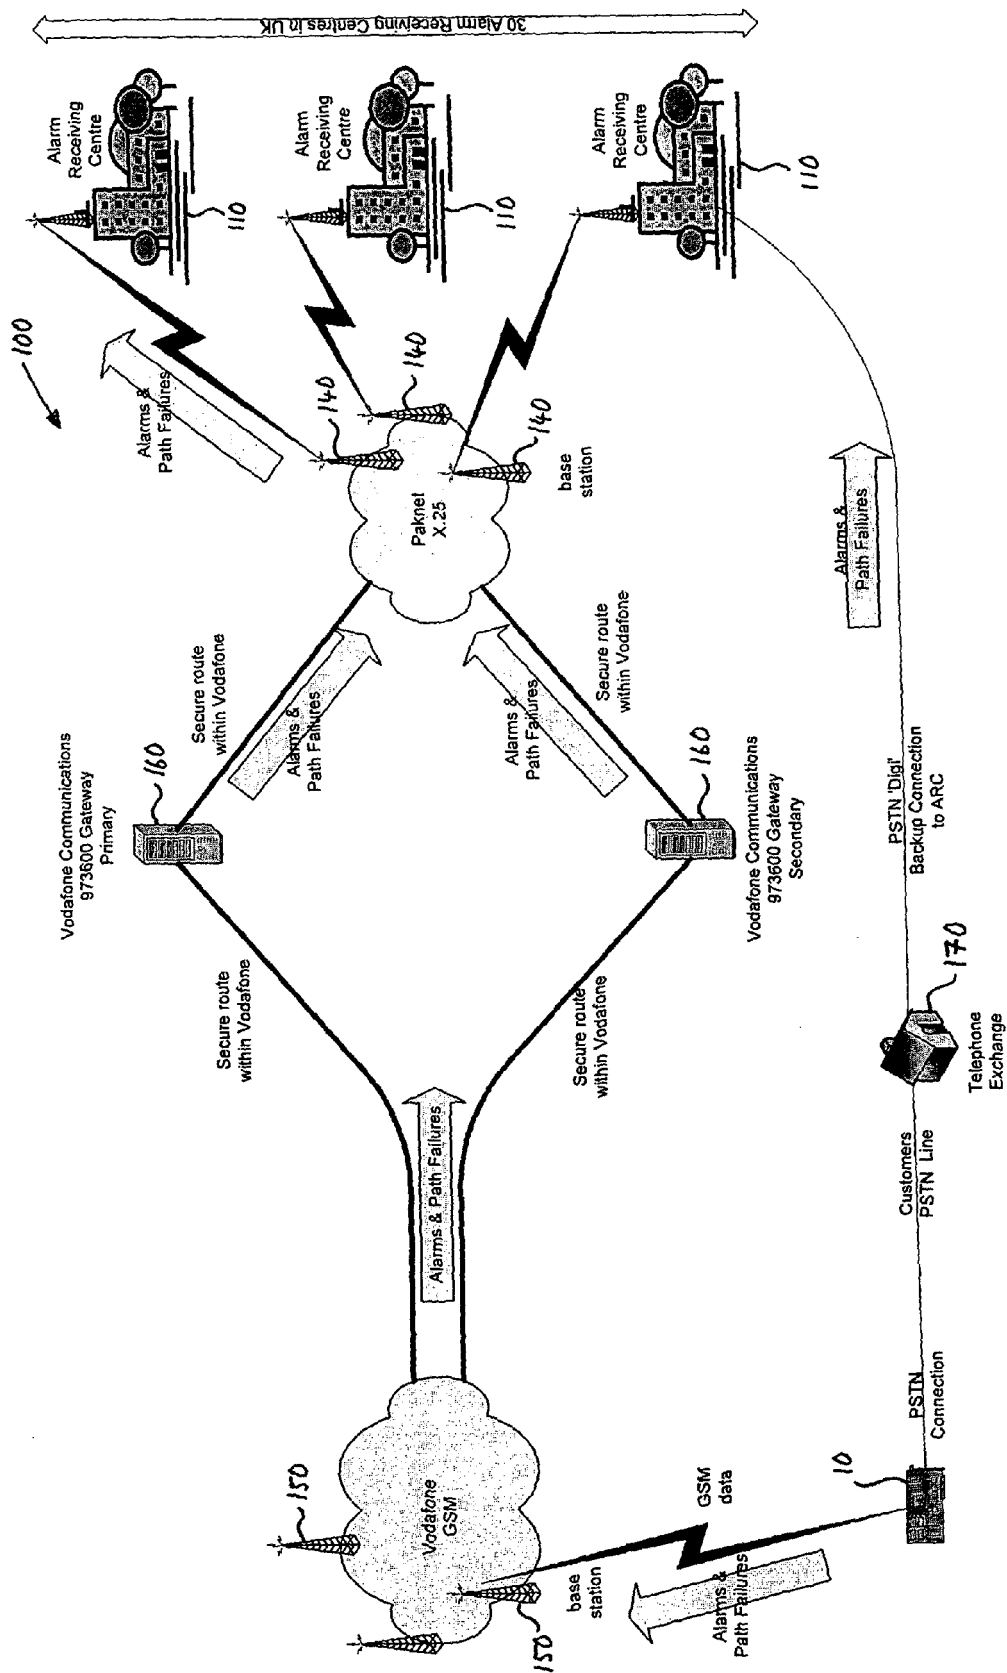 100
30 Alarm Receiving Centres in UK
Alarm
Receiving
Centre
110
Alarm
Receiving
Centre
110
Alarm
Receiving
Centre
110
Alarms &
Path Failures
140
140
140
base
station
Paknet
X.25
Secure route
within Vodafone
Alarms &
Path Failures
Secure route
within Vodafone
Alarms &
Path Failures
Vodafone Communications
973600 Gateway
Primary
160
Vodafone Communications
973600 Gateway
Secondary
160
Secure route
within Vodafone
Secure route
within Vodafone
Alarms & Path Failures
Vodafone
GSM
150
150
base
station
GSM
data
Alarms &
Path Failures
10
PSTN
Connection
Customers
PSTN Line
Telephone
Exchange
170
PSTN 'Digi'
Backup Connection
to ARC
Alarms &
Path Failures